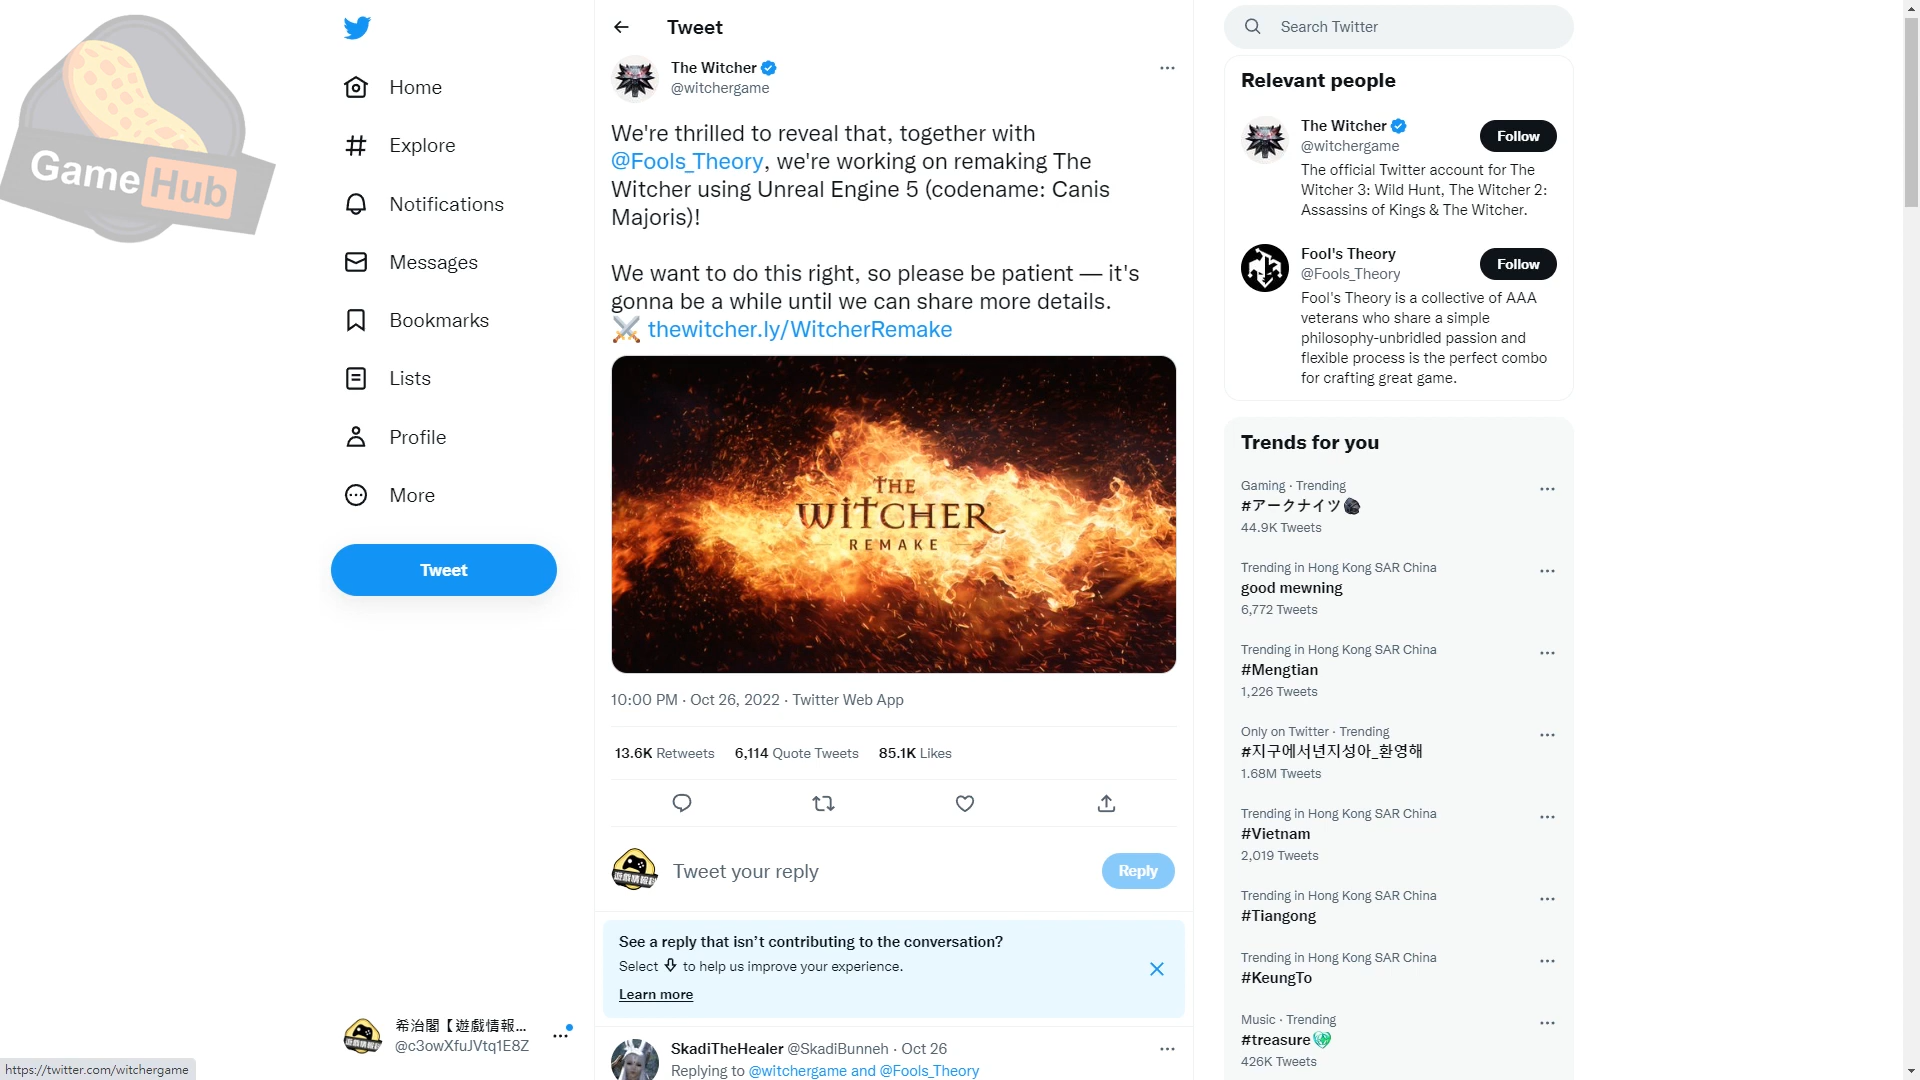 Game Hub
Home
Explore
Notifications
Messages
Bookmarks
Lists
Profile
More
Tweet
希治閣【遊戲情報...
@c3owXfuJVtq1E8Z
https://twitter.com/witchergame
Tweet
The Witcher
@witchergame
We're thrilled to reveal that, together with
@Fools_Theory, we're working on remaking The
Witcher using Unreal Engine 5 (codename: Canis
Majoris)!
We want to do this right, so please be patient — it's
gonna be a while until we can share more details.
⚔️ thewitcher.ly/WitcherRemake
THE
WITCHER
REMAKE
10:00 PM · Oct 26, 2022 · Twitter Web App
13.6K Retweets 6,114 Quote Tweets 85.1K Likes
Tweet your reply
Reply
See a reply that isn’t contributing to the conversation?
Select to help us improve your experience.
Learn more
SkadiTheHealer @SkadiBunneh · Oct 26
Replying to @witchergame and @Fools_Theory
Search Twitter
Relevant people
The Witcher
@witchergame
Follow
The official Twitter account for The
Witcher 3: Wild Hunt, The Witcher 2:
Assassins of Kings & The Witcher.
Fool's Theory
@Fools_Theory
Follow
Fool's Theory is a collective of AAA
veterans who share a simple
philosophy-unbridled passion and
flexible process is the perfect combo
for crafting great game.
Trends for you
Gaming · Trending
#アークナイツ
44.9K Tweets
Trending in Hong Kong SAR China
good mewning
6,772 Tweets
Trending in Hong Kong SAR China
#Mengtian
1,226 Tweets
Only on Twitter · Trending
#지구에서년지성아_환영해
1.68M Tweets
Trending in Hong Kong SAR China
#Vietnam
2,019 Tweets
Trending in Hong Kong SAR China
#Tiangong
Trending in Hong Kong SAR China
#KeungTo
Music · Trending
#treasure
426K Tweets